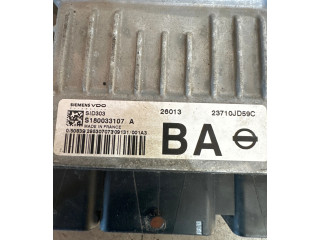 SIEMENS VDO
SID303
S180033107 A
MADE IN FRANCE
26013
23710JD59C
BA